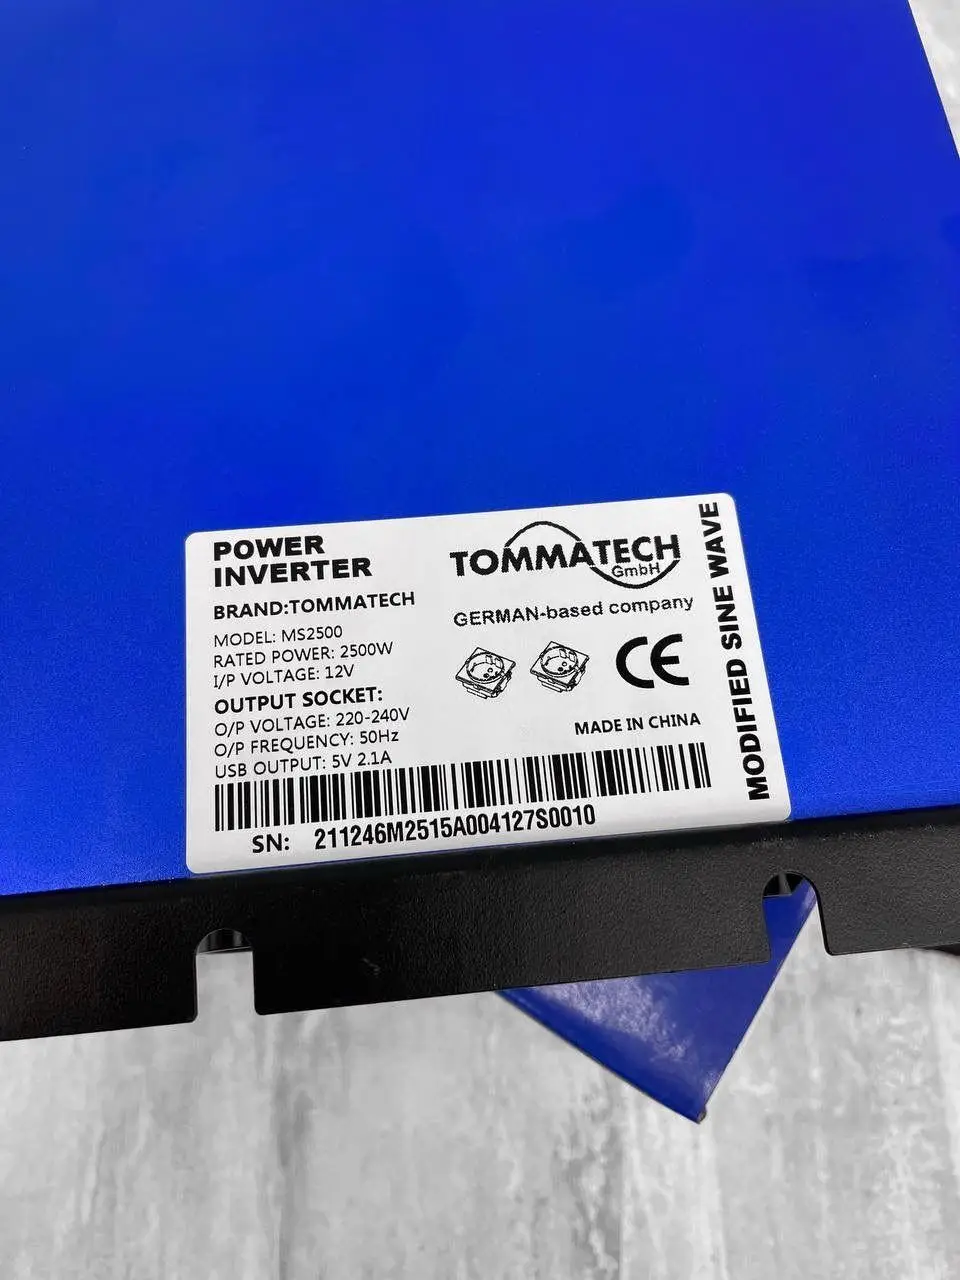 POWER
INVERTER
BRAND:TOMMATECH
MODEL: MS2500
RATED POWER: 2500W
I/P VOLTAGE: 12V
OUTPUT SOCKET:
O/P VOLTAGE: 220-240V
O/P FREQUENCY: 50Hz
USB OUTPUT: 5V 2.1A
TOMMATECH
GmbH
GERMAN-based company
CE
MADE IN CHINA
SN: 211246M2515A004127S0010
MODIFIED SINE WAVE